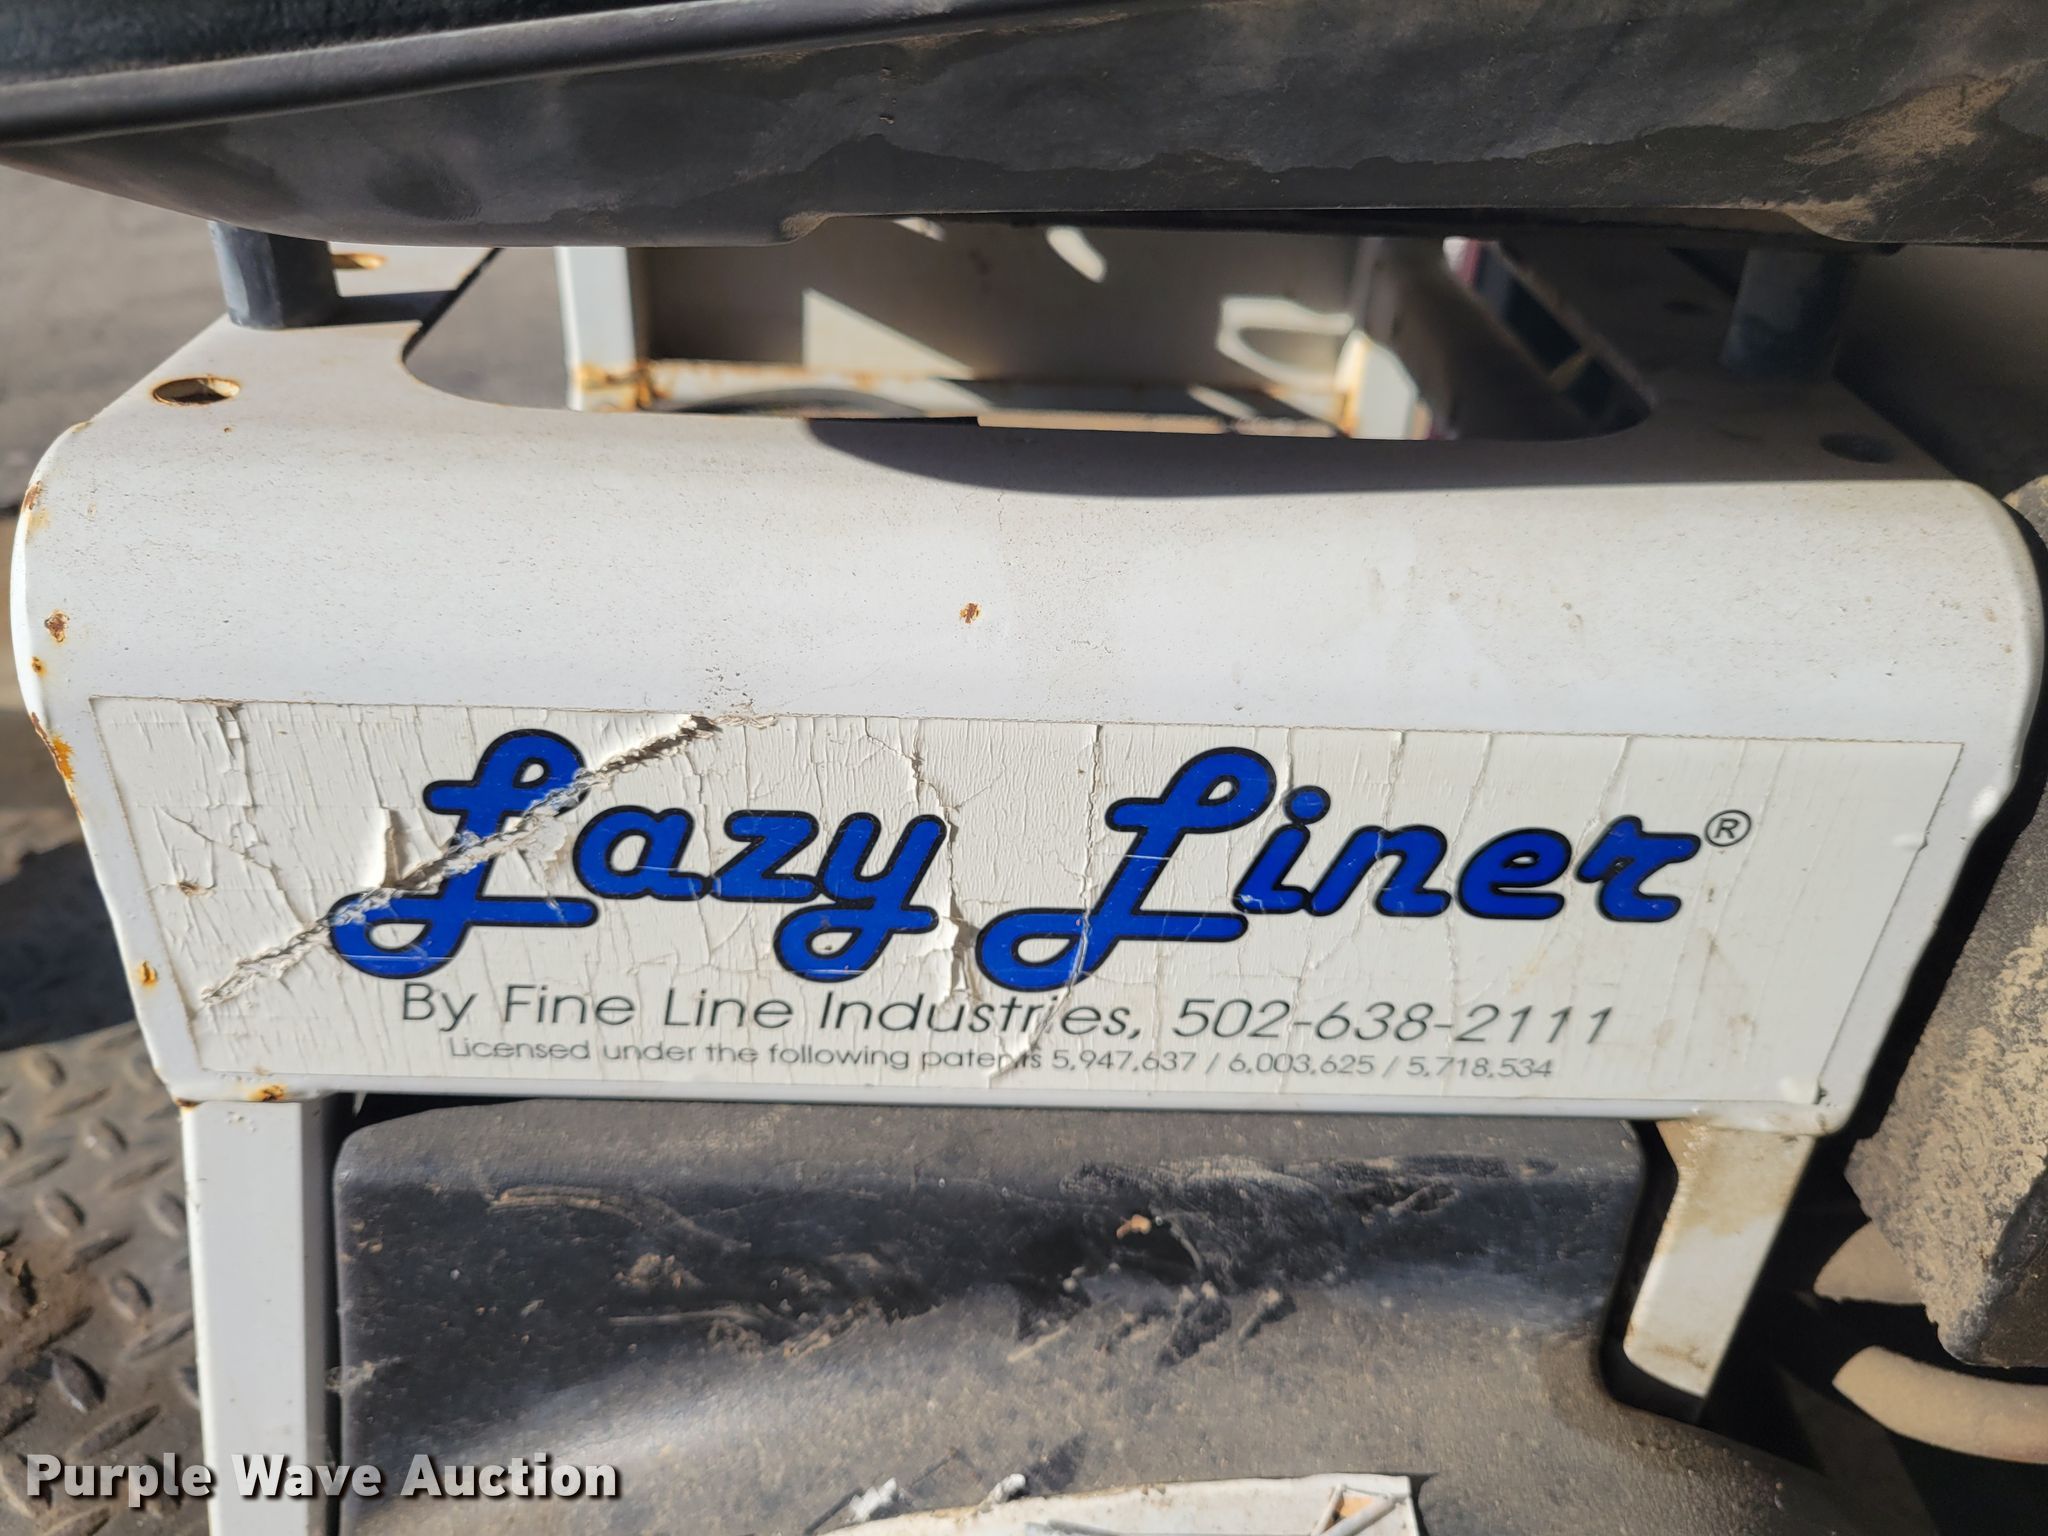 Lazy Liner®
By Fine Line Industries, 502-638-2111
Licensed under the following patents 5,947,637 / 6,003,625 / 5,718,534
Purple Wave Auction